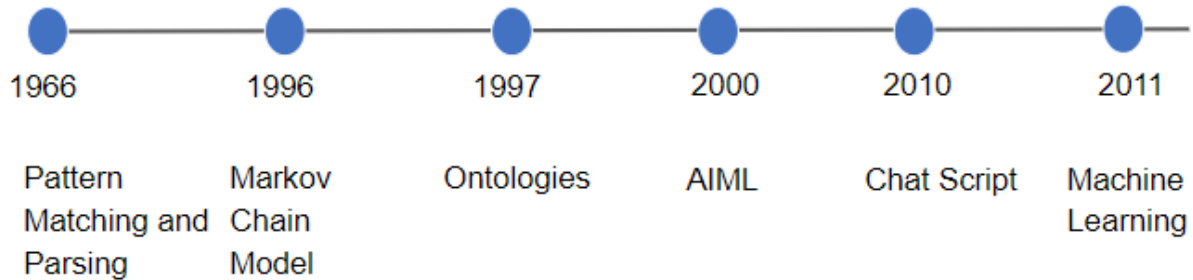 1966 1996 1997 2000 2010 2011
Pattern Markov Ontologies AIML Chat Script Machine
Matching and Chain Learning
Parsing Model